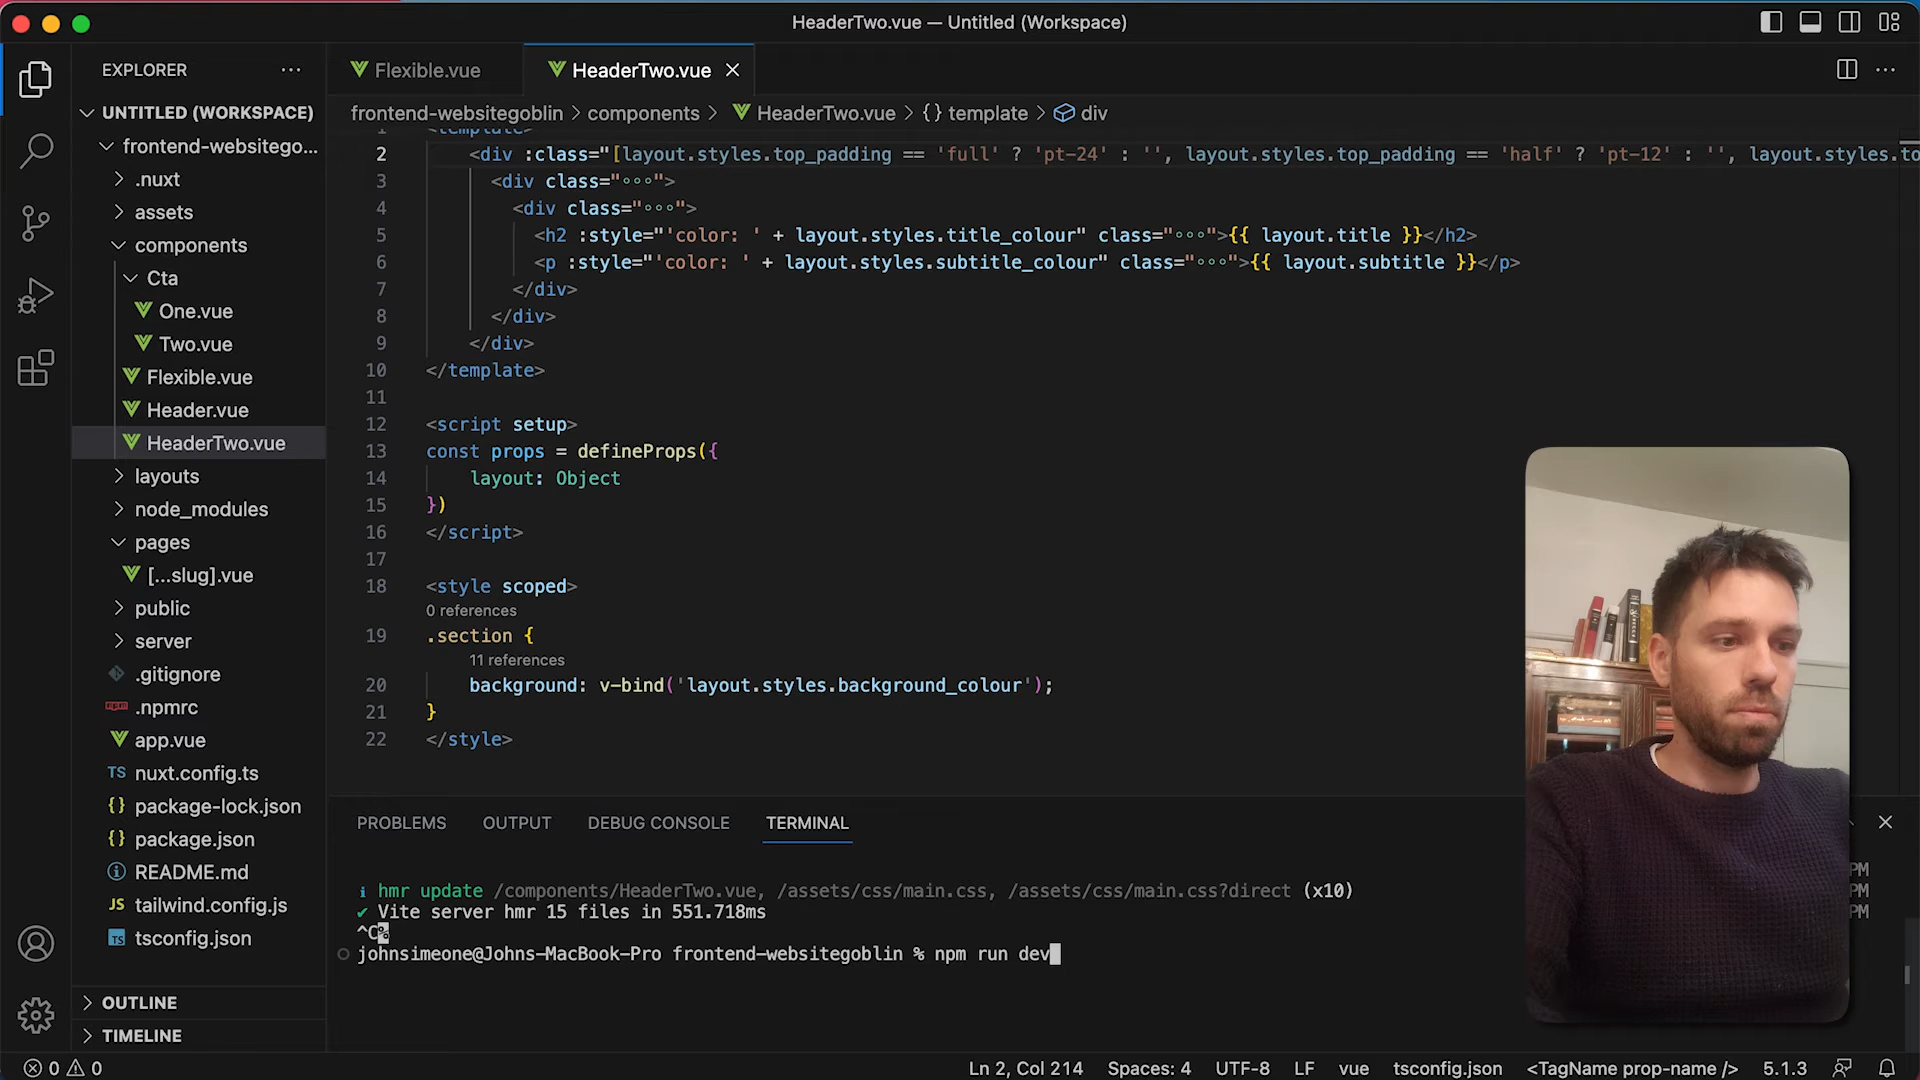 HeaderTwo.vue — Untitled (Workspace)
EXPLORER
UNTITLED (WORKSPACE)
frontend-websitego...
.nuxt
assets
components
Cta
One.vue
Two.vue
Flexible.vue
Header.vue
HeaderTwo.vue
layouts
node_modules
pages
[...slug].vue
public
server
.gitignore
.npmrc
app.vue
TS nuxt.config.ts
{} package-lock.json
{} package.json
README.md
JS tailwind.config.js
TS tsconfig.json
OUTLINE
TIMELINE
Flexible.vue
HeaderTwo.vue
frontend-websitegoblin > components > HeaderTwo.vue > {} template > div
1 <template>
2 <div :class="[layout.styles.top_padding == 'full' ? 'pt-24' : '', layout.styles.top_padding == 'half' ? 'pt-12' : '', layout.styles.to
3 <div class="•••">
4 <div class="•••">
5 <h2 :style="'color: ' + layout.styles.title_colour" class="•••">{{ layout.title }}</h2>
6 <p :style="'color: ' + layout.styles.subtitle_colour" class="•••">{{ layout.subtitle }}</p>
7 </div>
8 </div>
9 </div>
10 </template>
11
12 <script setup>
13 const props = defineProps({
14 layout: Object
15 })
16 </script>
17
18 <style scoped>
0 references
19 .section {
11 references
20 background: v-bind('layout.styles.background_colour');
21 }
22 </style>
PROBLEMS OUTPUT DEBUG CONSOLE TERMINAL
ℹ hmr update /components/HeaderTwo.vue, /assets/css/main.css, /assets/css/main.css?direct (x10)
PM
PM
PM
✔ Vite server hmr 15 files in 551.718ms
^C%
johnsimeone@Johns-MacBook-Pro frontend-websitegoblin % npm run dev
0 0
Ln 2, Col 214 Spaces: 4 UTF-8 LF vue tsconfig.json <TagName prop-name /> 5.1.3